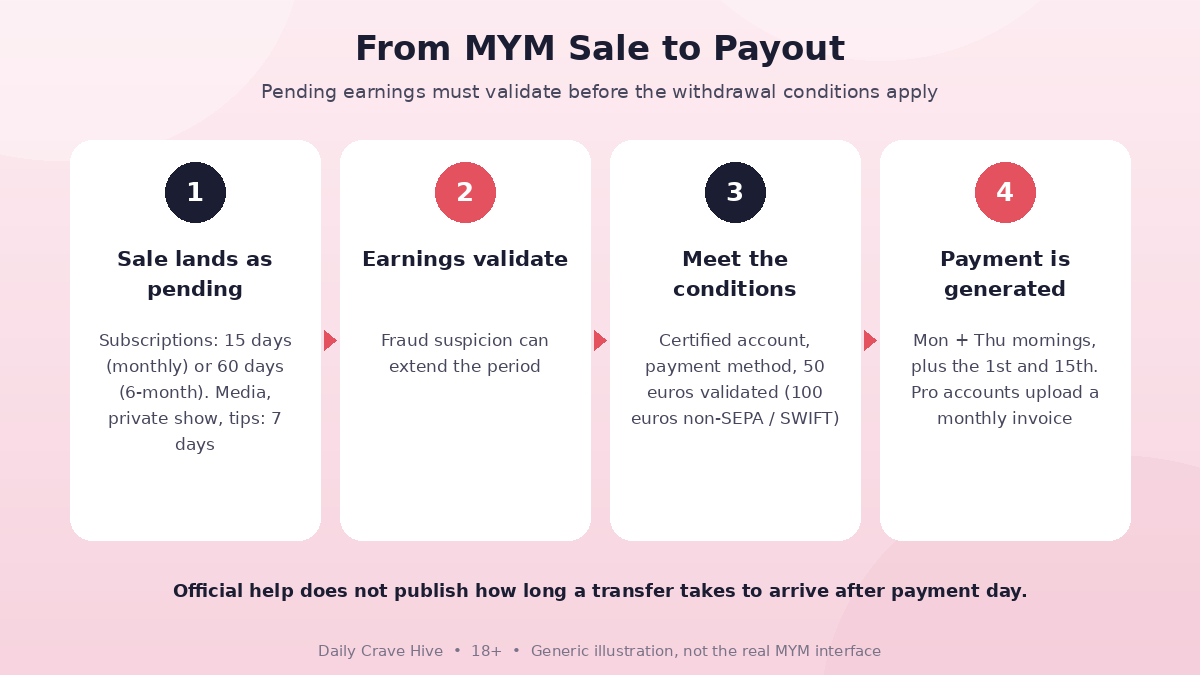 From MYM Sale to Payout
Pending earnings must validate before the withdrawal conditions apply
1
Sale lands as
pending
Subscriptions: 15 days
(monthly) or 60 days
(6-month). Media,
private show, tips: 7
days
2
Earnings validate
Fraud suspicion can
extend the period
3
Meet the
conditions
Certified account,
payment method, 50
euros validated (100
euros non-SEPA / SWIFT)
4
Payment is
generated
Mon + Thu mornings,
plus the 1st and 15th.
Pro accounts upload a
monthly invoice
Official help does not publish how long a transfer takes to arrive after payment day.
Daily Crave Hive • 18+ • Generic illustration, not the real MYM interface